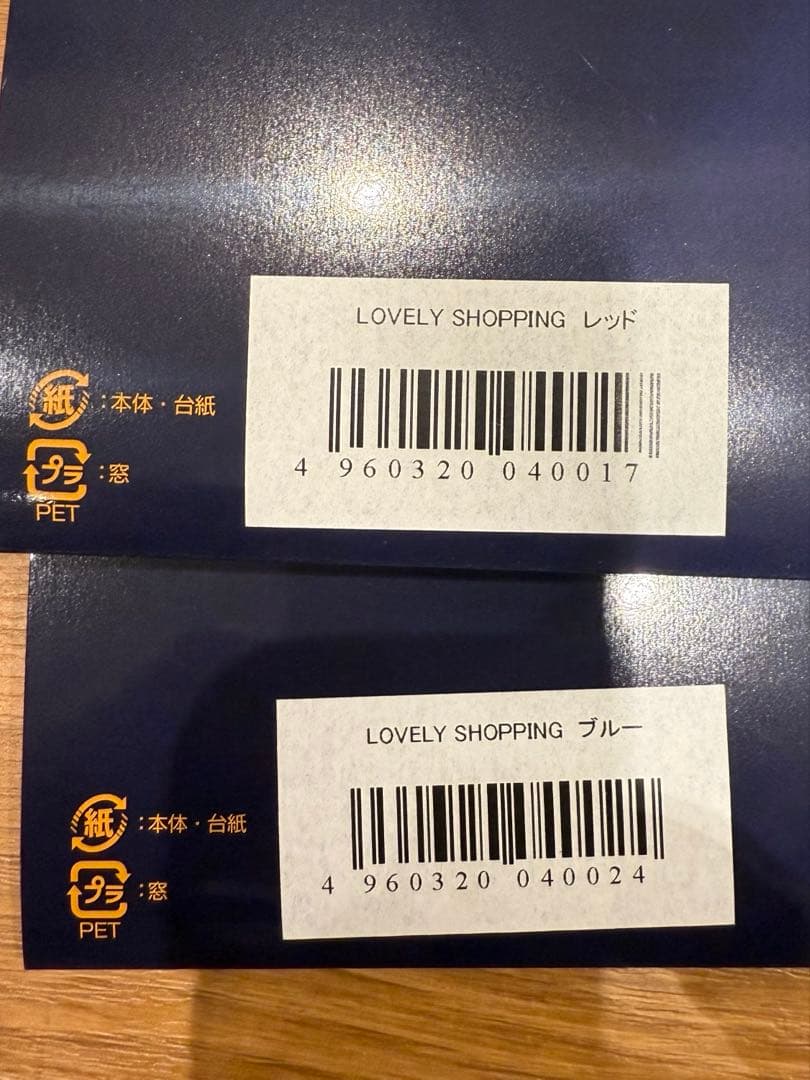 LOVELY SHOPPING レッド
紙 :本体・台紙
4 960320 040017
プラ :窓
PET
LOVELY SHOPPING ブルー
紙 :本体・台紙
4 960320 040024
プラ :窓
PET